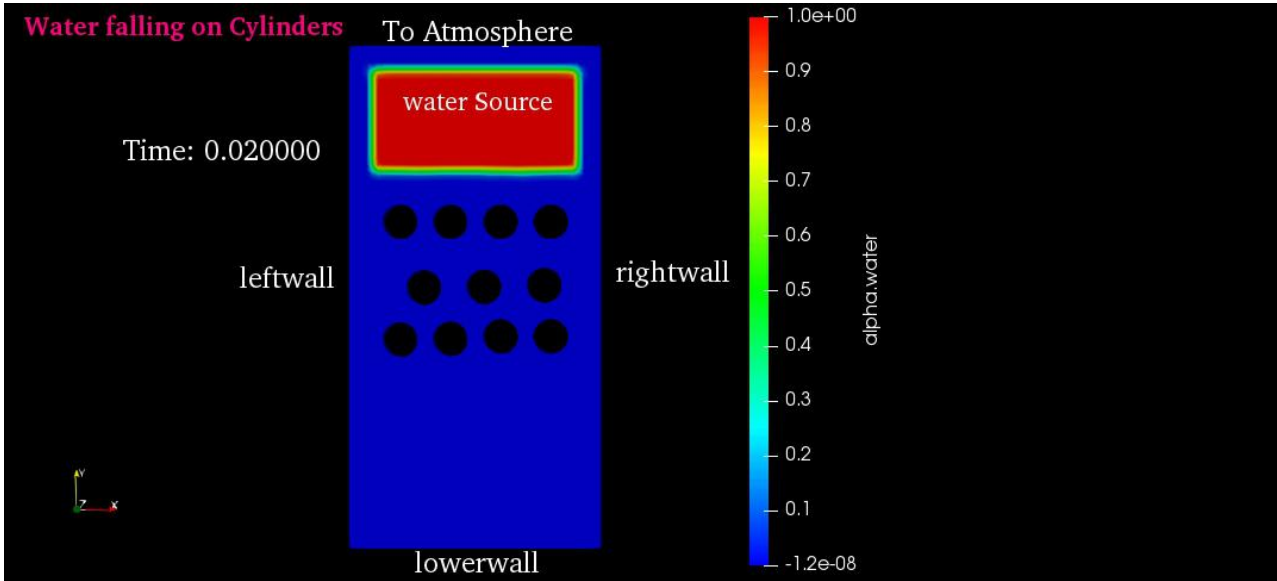 Water falling on Cylinders
To Atmosphere
water Source
Time: 0.020000
leftwall
rightwall
lowerwall
1.0e+00
0.9
0.8
0.7
0.6
0.5
0.4
0.3
0.2
0.1
-1.2e-08
alpha.water
Y
Z
X